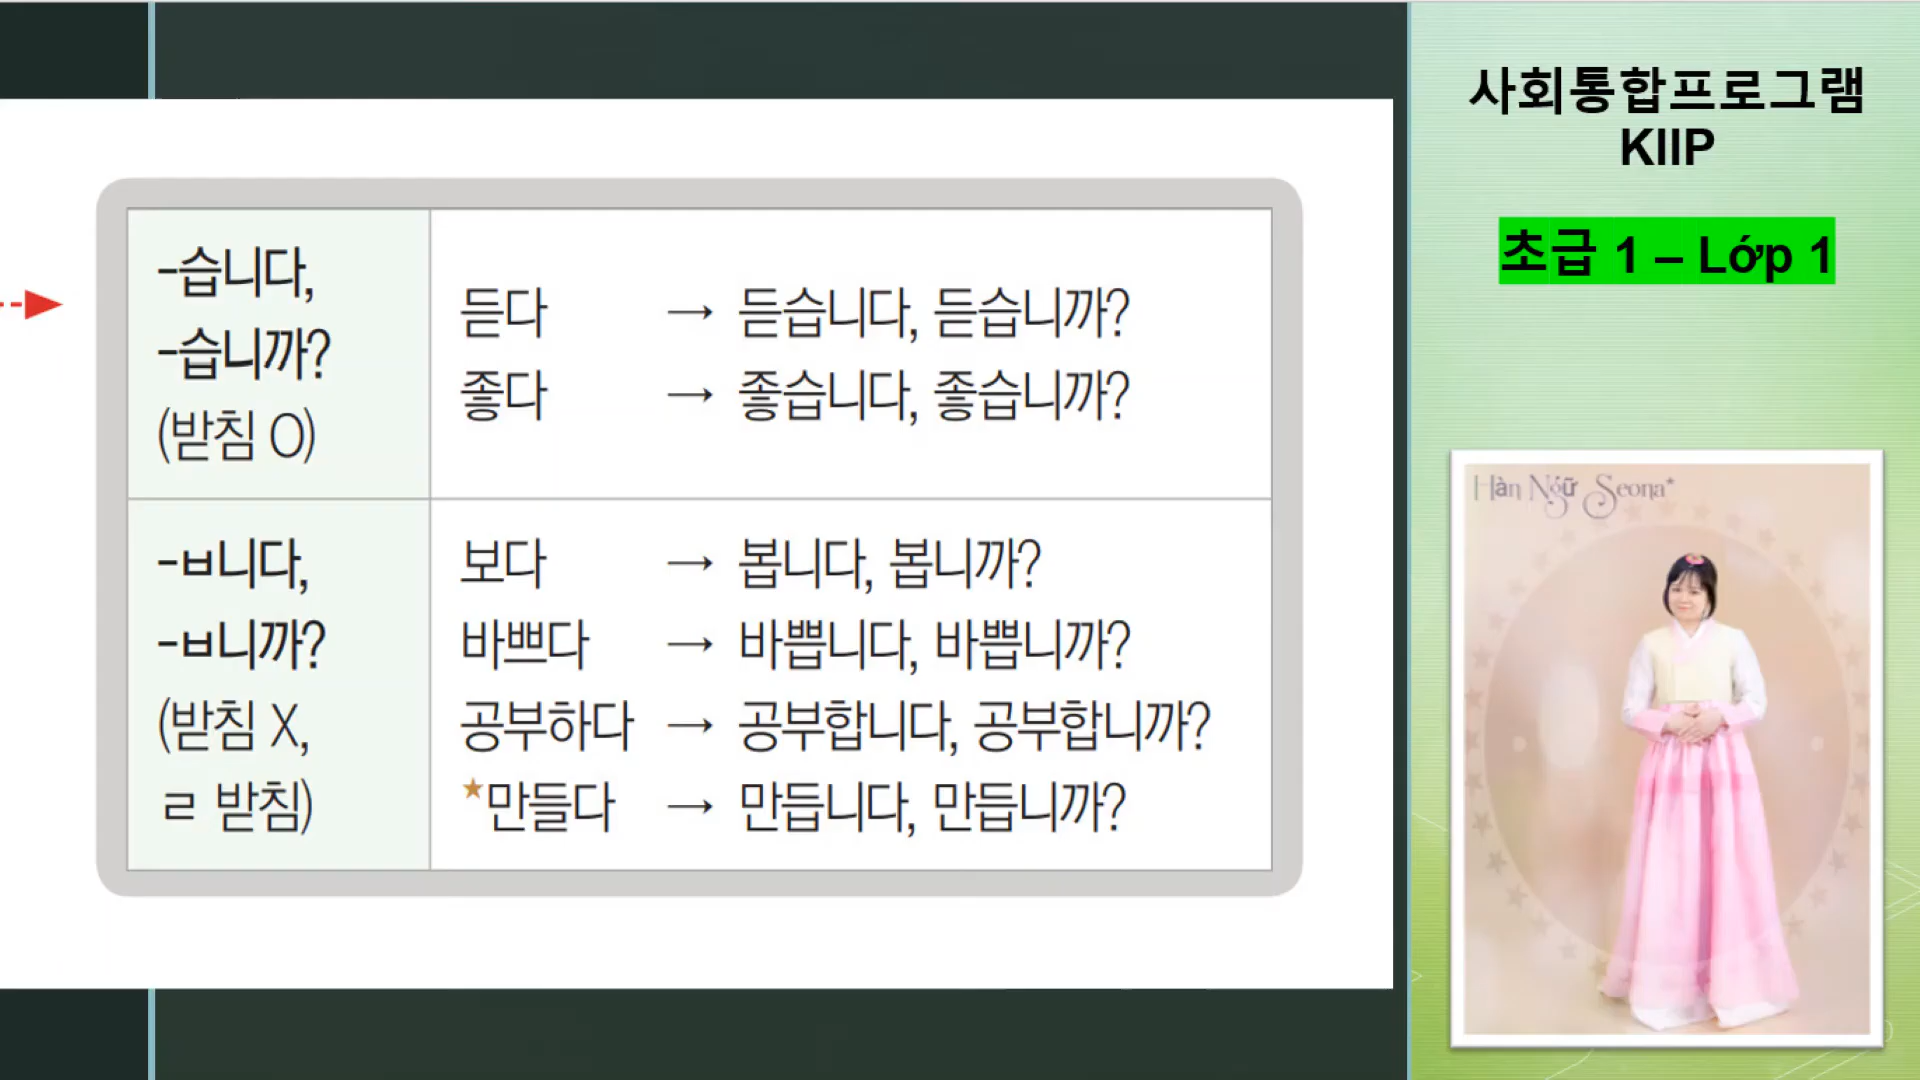 사회통합프로그램
KIIP
초급 1 – Lớp 1
-습니다,
-습니까?
(받침 O)
듣다 → 듣습니다, 듣습니까?
좋다 → 좋습니다, 좋습니까?
-ㅂ니다,
-ㅂ니까?
(받침 X,
ㄹ 받침)
보다 → 봅니다, 봅니까?
바쁘다 → 바쁩니다, 바쁩니까?
공부하다 → 공부합니다, 공부합니까?
★만들다 → 만듭니다, 만듭니까?
Hàn Ngữ Seona*